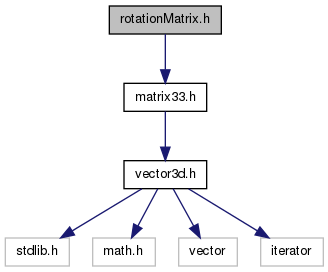 rotationMatrix.h
matrix33.h
vector3d.h
stdlib.h
math.h
vector
iterator